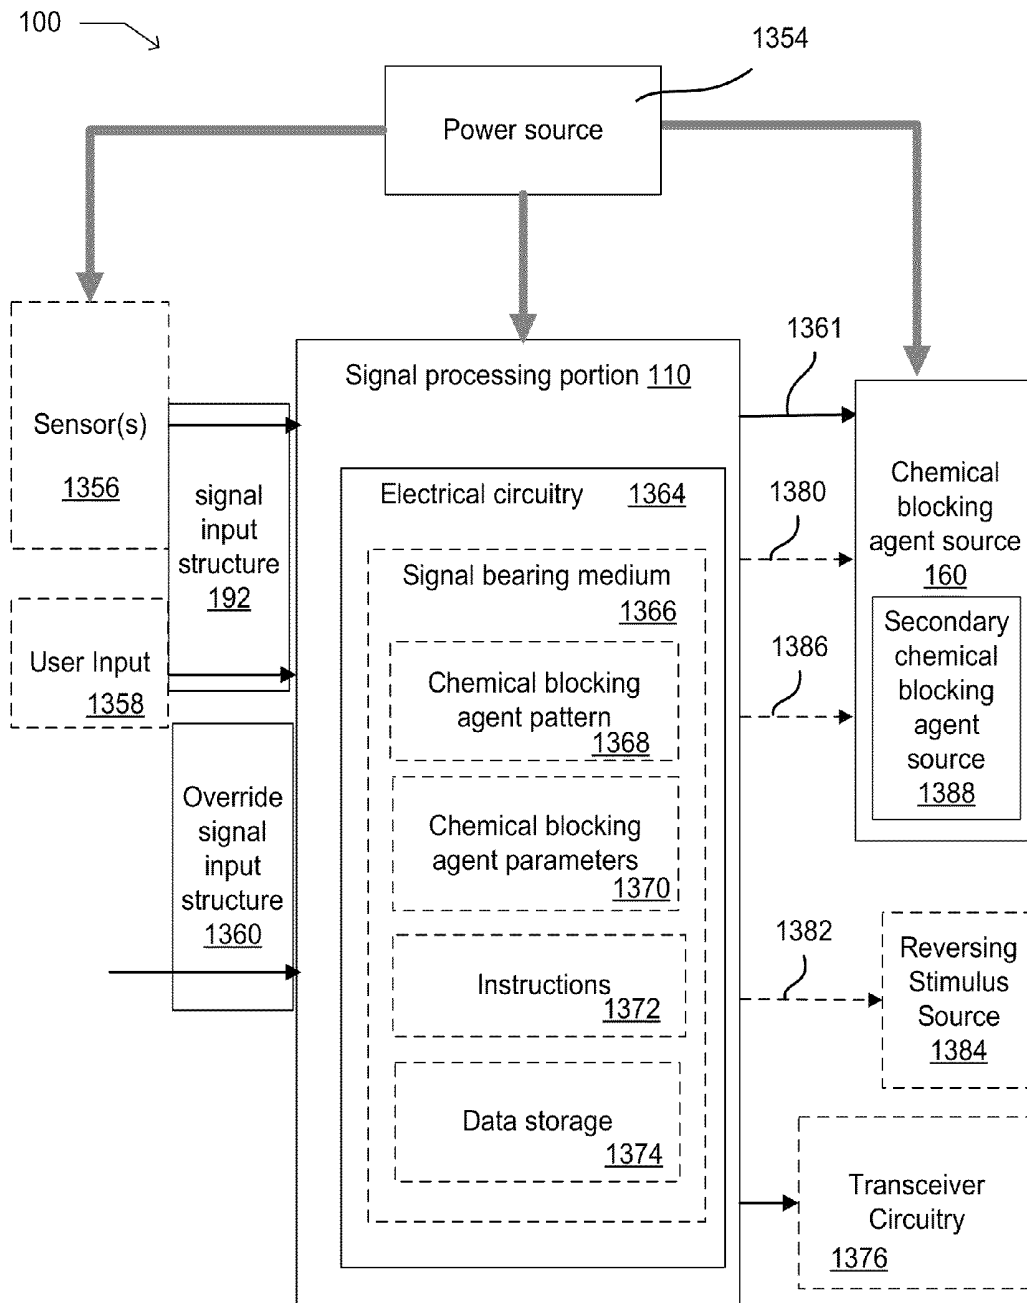 100
1354
Power source
1361
Signal processing portion 110
Sensor(s)
1356
signal
input
structure
192
User Input
1358
Override
signal
input
structure
1360
Electrical circuitry 1364
Signal bearing medium
1366
Chemical blocking
agent pattern
1368
Chemical blocking
agent parameters
1370
Instructions
1372
Data storage
1374
1380
1386
Chemical
blocking
agent source
160
Secondary
chemical
blocking
agent
source
1388
1382
Reversing
Stimulus
Source
1384
Transceiver
Circuitry
1376